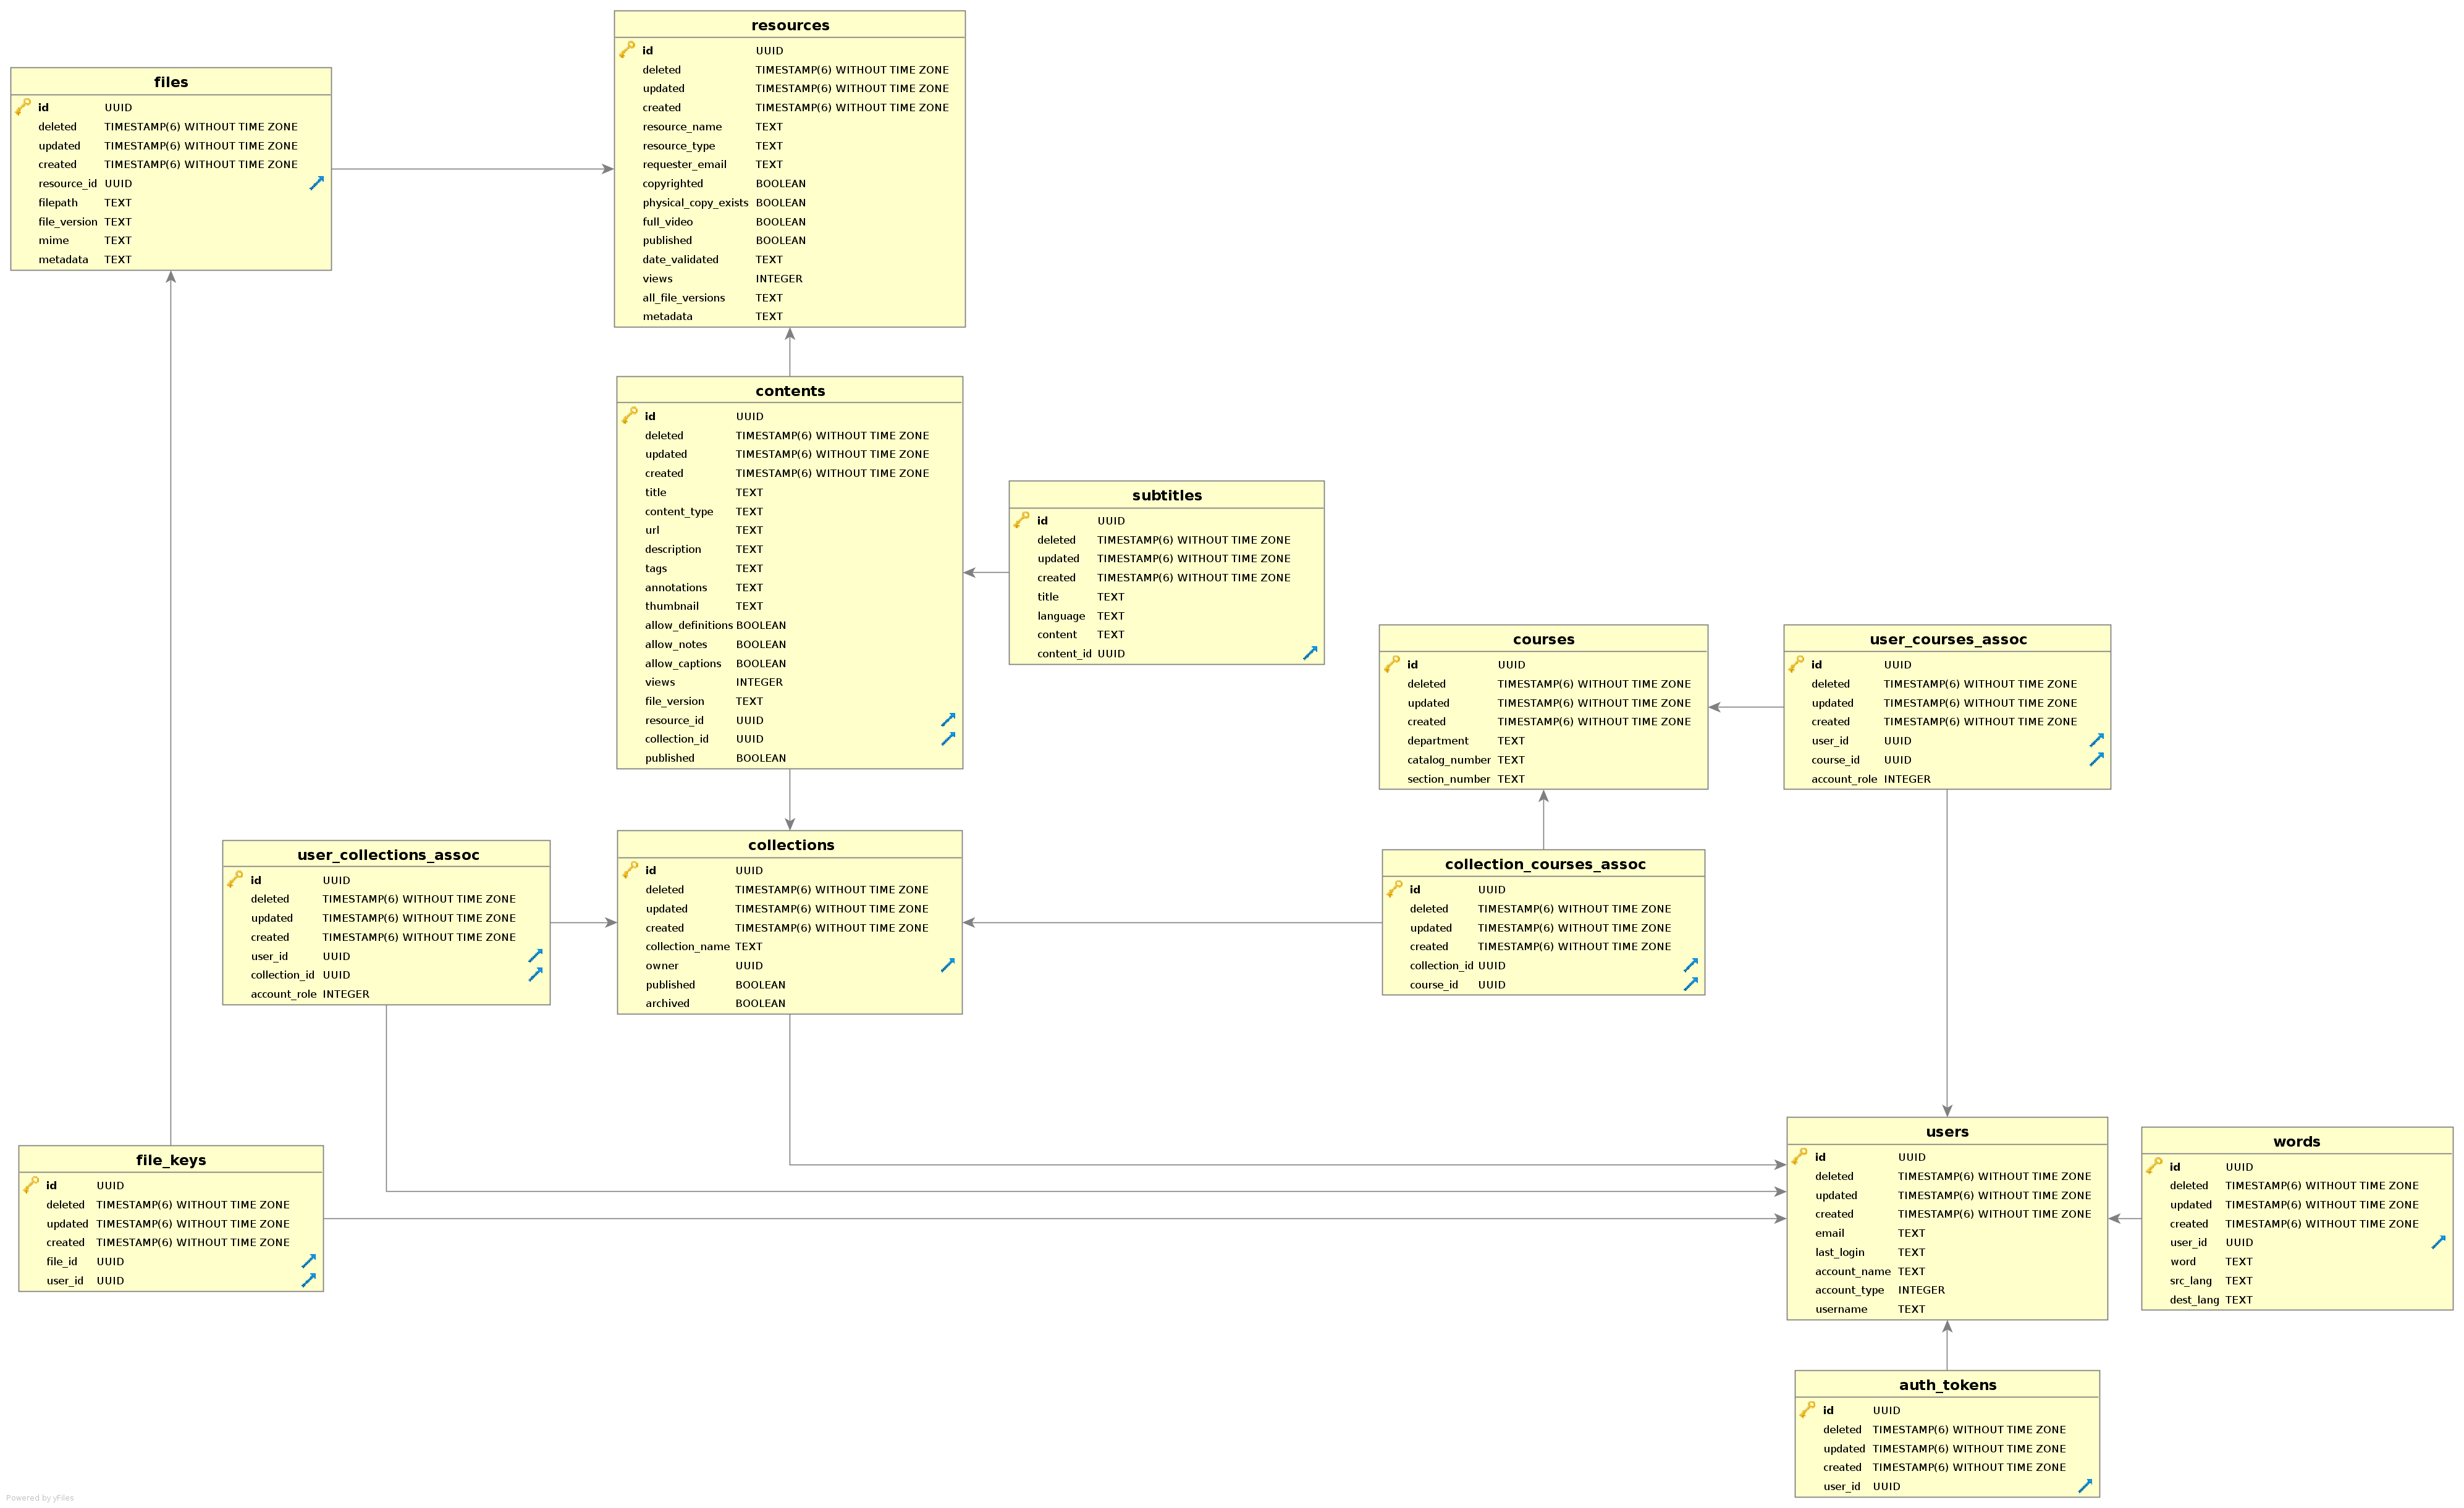 resources
id UUID
deleted TIMESTAMP(6) WITHOUT TIME ZONE
updated TIMESTAMP(6) WITHOUT TIME ZONE
created TIMESTAMP(6) WITHOUT TIME ZONE
resource_name TEXT
resource_type TEXT
requester_email TEXT
copyrighted BOOLEAN
physical_copy_exists BOOLEAN
full_video BOOLEAN
published BOOLEAN
date_validated TEXT
views INTEGER
all_file_versions TEXT
metadata TEXT
files
id UUID
deleted TIMESTAMP(6) WITHOUT TIME ZONE
updated TIMESTAMP(6) WITHOUT TIME ZONE
created TIMESTAMP(6) WITHOUT TIME ZONE
resource_id UUID
filepath TEXT
file_version TEXT
mime TEXT
metadata TEXT
contents
id UUID
deleted TIMESTAMP(6) WITHOUT TIME ZONE
updated TIMESTAMP(6) WITHOUT TIME ZONE
created TIMESTAMP(6) WITHOUT TIME ZONE
title TEXT
content_type TEXT
url TEXT
description TEXT
tags TEXT
annotations TEXT
thumbnail TEXT
allow_definitions BOOLEAN
allow_notes BOOLEAN
allow_captions BOOLEAN
views INTEGER
file_version TEXT
resource_id UUID
collection_id UUID
published BOOLEAN
subtitles
id UUID
deleted TIMESTAMP(6) WITHOUT TIME ZONE
updated TIMESTAMP(6) WITHOUT TIME ZONE
created TIMESTAMP(6) WITHOUT TIME ZONE
title TEXT
language TEXT
content TEXT
content_id UUID
courses
id UUID
deleted TIMESTAMP(6) WITHOUT TIME ZONE
updated TIMESTAMP(6) WITHOUT TIME ZONE
created TIMESTAMP(6) WITHOUT TIME ZONE
department TEXT
catalog_number TEXT
section_number TEXT
user_courses_assoc
id UUID
deleted TIMESTAMP(6) WITHOUT TIME ZONE
updated TIMESTAMP(6) WITHOUT TIME ZONE
created TIMESTAMP(6) WITHOUT TIME ZONE
user_id UUID
course_id UUID
account_role INTEGER
user_collections_assoc
id UUID
deleted TIMESTAMP(6) WITHOUT TIME ZONE
updated TIMESTAMP(6) WITHOUT TIME ZONE
created TIMESTAMP(6) WITHOUT TIME ZONE
user_id UUID
collection_id UUID
account_role INTEGER
collections
id UUID
deleted TIMESTAMP(6) WITHOUT TIME ZONE
updated TIMESTAMP(6) WITHOUT TIME ZONE
created TIMESTAMP(6) WITHOUT TIME ZONE
collection_name TEXT
owner UUID
published BOOLEAN
archived BOOLEAN
collection_courses_assoc
id UUID
deleted TIMESTAMP(6) WITHOUT TIME ZONE
updated TIMESTAMP(6) WITHOUT TIME ZONE
created TIMESTAMP(6) WITHOUT TIME ZONE
collection_id UUID
course_id UUID
file_keys
id UUID
deleted TIMESTAMP(6) WITHOUT TIME ZONE
updated TIMESTAMP(6) WITHOUT TIME ZONE
created TIMESTAMP(6) WITHOUT TIME ZONE
file_id UUID
user_id UUID
users
id UUID
deleted TIMESTAMP(6) WITHOUT TIME ZONE
updated TIMESTAMP(6) WITHOUT TIME ZONE
created TIMESTAMP(6) WITHOUT TIME ZONE
email TEXT
last_login TEXT
account_name TEXT
account_type INTEGER
username TEXT
words
id UUID
deleted TIMESTAMP(6) WITHOUT TIME ZONE
updated TIMESTAMP(6) WITHOUT TIME ZONE
created TIMESTAMP(6) WITHOUT TIME ZONE
user_id UUID
word TEXT
src_lang TEXT
dest_lang TEXT
auth_tokens
id UUID
deleted TIMESTAMP(6) WITHOUT TIME ZONE
updated TIMESTAMP(6) WITHOUT TIME ZONE
created TIMESTAMP(6) WITHOUT TIME ZONE
user_id UUID
Powered by yFiles